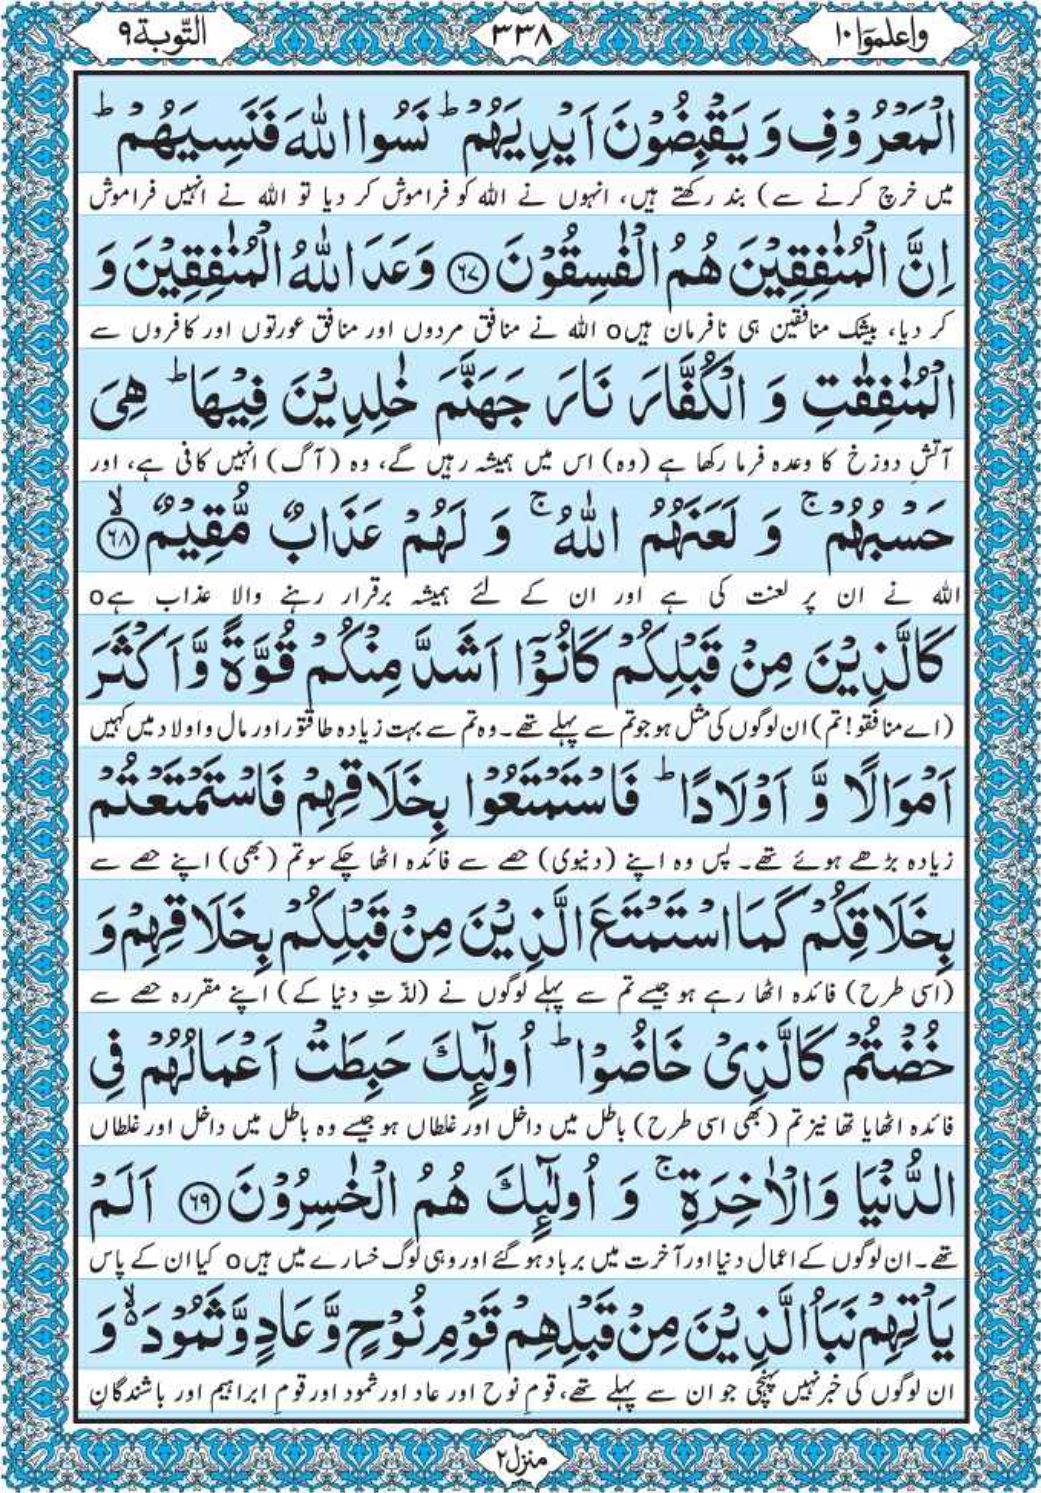 واعلموٓا ۱۰
۳۳۸
التّوبة ۹
الْمَعْرُوْفِ وَ يَقْبِضُوْنَ اَيْدِيَهُمْ ؕ نَسُوا اللّٰهَ فَنَسِيَهُمْ ؕ
میں خرچ کرنے سے) بند رکھتے ہیں، انہوں نے اللہ کو فراموش کر دیا تو اللہ نے انہیں فراموش
اِنَّ الْمُنٰفِقِيْنَ هُمُ الْفٰسِقُوْنَ ﴿۶۷﴾ وَعَدَ اللّٰهُ الْمُنٰفِقِيْنَ وَ
کر دیا، بیشک منافقین ہی نافرمان ہیںo اللہ نے منافق مردوں اور منافق عورتوں اور کافروں سے
الْمُنٰفِقٰتِ وَ الْكُفَّارَ نَارَ جَهَنَّمَ خٰلِدِيْنَ فِيْهَا ؕ هِيَ
آتشِ دوزخ کا وعدہ فرما رکھا ہے (وہ) اس میں ہمیشہ رہیں گے، وہ (آگ) انہیں کافی ہے، اور
حَسْبُهُمْ ۚ وَ لَعَنَهُمُ اللّٰهُ ۚ وَ لَهُمْ عَذَابٌ مُّقِيْمٌ ﴿ۙ۶۸﴾
اللہ نے ان پر لعنت کی ہے اور ان کے لئے ہمیشہ برقرار رہنے والا عذاب ہےo
كَالَّذِيْنَ مِنْ قَبْلِكُمْ كَانُوْۤا اَشَدَّ مِنْكُمْ قُوَّةً وَّ اَكْثَرَ
(اے منافقو! تم) ان لوگوں کی مثل ہو جو تم سے پہلے تھے۔ وہ تم سے بہت زیادہ طاقتور اور مال و اولاد میں کہیں
اَمْوَالًا وَّ اَوْلَادًا ؕ فَاسْتَمْتَعُوْا بِخَلَاقِهِمْ فَاسْتَمْتَعْتُمْ
زیادہ بڑھے ہوئے تھے۔ پس وہ اپنے (دنیوی) حصے سے فائدہ اٹھا چکے سو تم (بھی) اپنے حصے سے
بِخَلَاقِكُمْ كَمَا اسْتَمْتَعَ الَّذِيْنَ مِنْ قَبْلِكُمْ بِخَلَاقِهِمْ وَ
(اسی طرح) فائدہ اٹھا رہے ہو جیسے تم سے پہلے لوگوں نے (لذّتِ دنیا کے) اپنے مقررہ حصے سے
خُضْتُمْ كَالَّذِيْ خَاضُوْا ؕ اُولٰٓئِكَ حَبِطَتْ اَعْمَالُهُمْ فِي
فائدہ اٹھایا تھا نیز تم (بھی اسی طرح) باطل میں داخل اور غلطاں ہو جیسے وہ باطل میں داخل اور غلطاں
الدُّنْيَا وَالْاٰخِرَةِ ۚ وَ اُولٰٓئِكَ هُمُ الْخٰسِرُوْنَ ﴿۶۹﴾ اَلَمْ
تھے۔ ان لوگوں کے اعمال دنیا اور آخرت میں برباد ہو گئے اور وہی لوگ خسارے میں ہیںo کیا ان کے پاس
يَاْتِهِمْ نَبَاُ الَّذِيْنَ مِنْ قَبْلِهِمْ قَوْمِ نُوْحٍ وَّ عَادٍ وَّ ثَمُوْدَ ۙ۬ وَ
ان لوگوں کی خبر نہیں پہنچی جو ان سے پہلے تھے، قومِ نوح اور عاد اور ثمود اور قومِ ابراہیم اور باشندگانِ
منزل ۲